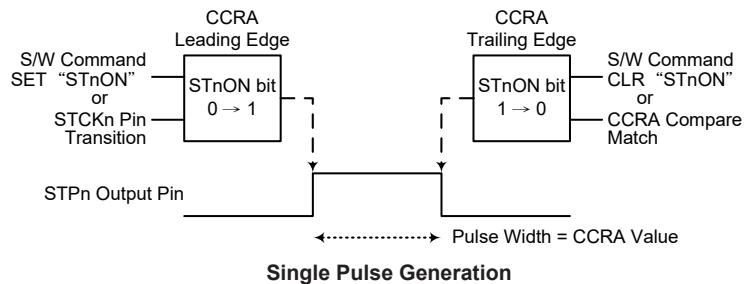 CCRA
Leading Edge
S/W Command
SET “STnON”
or
STCKn Pin
Transition
STnON bit
0 → 1
CCRA
Trailing Edge
STnON bit
1 → 0
S/W Command
CLR “STnON”
or
CCRA Compare
Match
STPn Output Pin
Pulse Width = CCRA Value
Single Pulse Generation